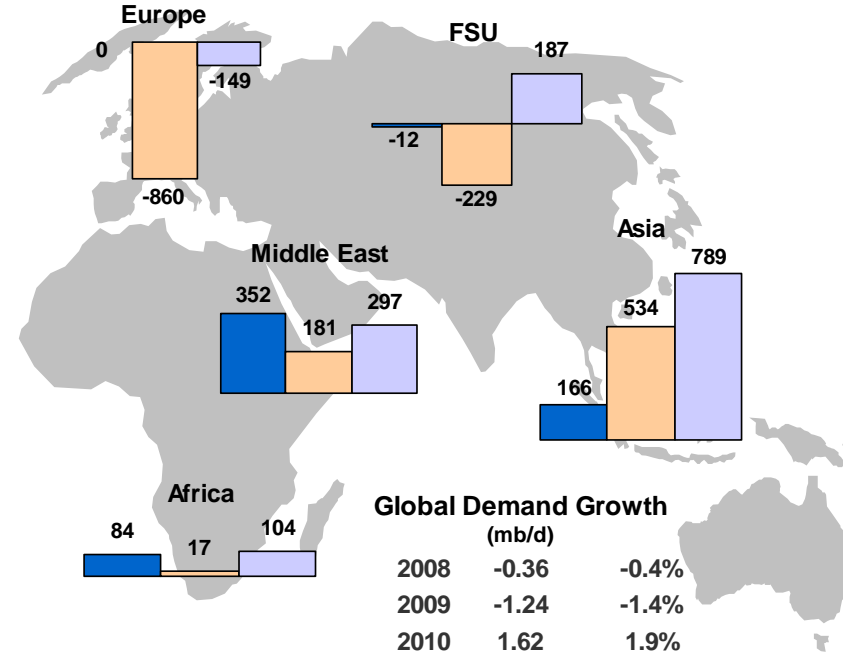 Europe
0
-149
-860
FSU
187
-12
-229
Middle East
352
181
297
Asia
789
534
166
Africa
84
17
104
Global Demand Growth
(mb/d)
2008 -0.36 -0.4%
2009 -1.24 -1.4%
2010 1.62 1.9%